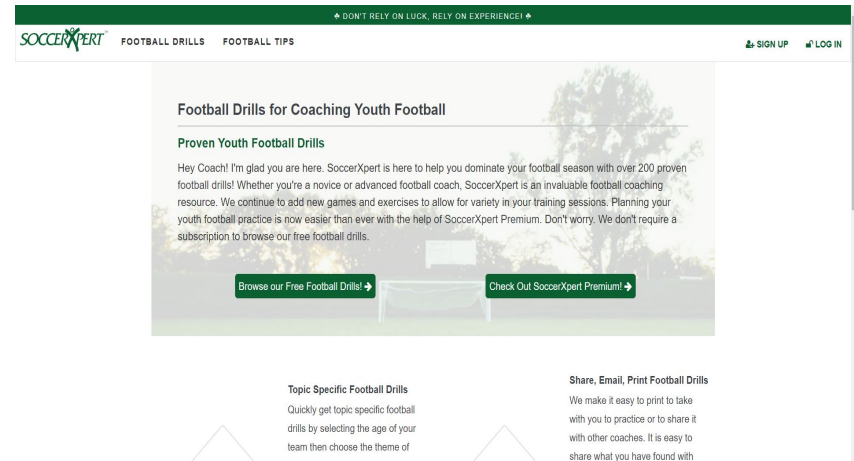 ♣ DON'T RELY ON LUCK, RELY ON EXPERIENCE! ♣
SOCCERXPERT
FOOTBALL DRILLS FOOTBALL TIPS
SIGN UP LOG IN
Football Drills for Coaching Youth Football
Proven Youth Football Drills
Hey Coach! I'm glad you are here. SoccerXpert is here to help you dominate your football season with over 200 proven
football drills! Whether you're a novice or advanced football coach, SoccerXpert is an invaluable football coaching
resource. We continue to add new games and exercises to allow for variety in your training sessions. Planning your
youth football practice is now easier than ever with the help of SoccerXpert Premium. Don't worry. We don't require a
subscription to browse our free football drills.
Browse our Free Football Drills!
Check Out SoccerXpert Premium!
Topic Specific Football Drills
Quickly get topic specific football
drills by selecting the age of your
team then choose the theme of
Share, Email, Print Football Drills
We make it easy to print to take
with you to practice or to share it
with other coaches. It is easy to
share what you have found with